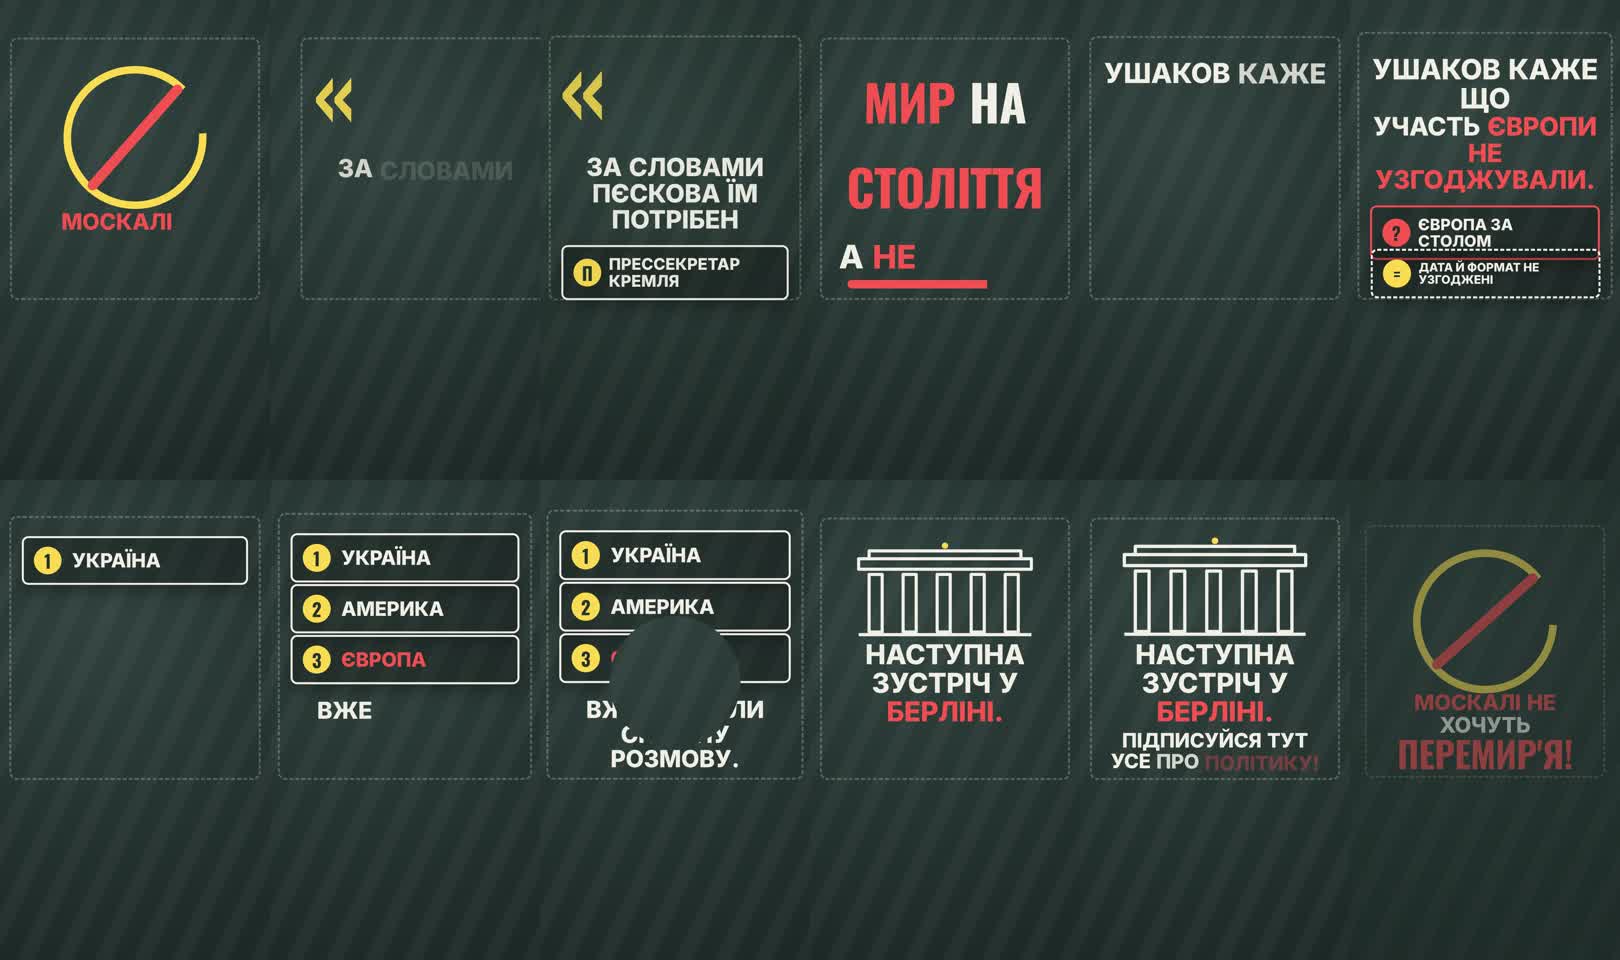 МОСКАЛІ
«
ЗА СЛОВАМИ
«
ЗА СЛОВАМИ
ПЄСКОВА ЇМ
ПОТРІБЕН
П ПРЕССЕКРЕТАР
КРЕМЛЯ
МИР НА
СТОЛІТТЯ
А НЕ
УШАКОВ КАЖЕ
УШАКОВ КАЖЕ
ЩО
УЧАСТЬ ЄВРОПИ
НЕ
УЗГОДЖУВАЛИ.
? ЄВРОПА ЗА
СТОЛОМ
= ДАТА Й ФОРМАТ НЕ
УЗГОДЖЕНІ
1 УКРАЇНА
1 УКРАЇНА
2 АМЕРИКА
3 ЄВРОПА
ВЖЕ
1 УКРАЇНА
2 АМЕРИКА
3
РОЗМОВУ.
НАСТУПНА
ЗУСТРІЧ У
БЕРЛІНІ.
НАСТУПНА
ЗУСТРІЧ У
БЕРЛІНІ.
ПІДПИСУЙСЯ ТУТ
УСЕ ПРО ПОЛІТИКУ!
МОСКАЛІ НЕ
ХОЧУТЬ
ПЕРЕМИР'Я!